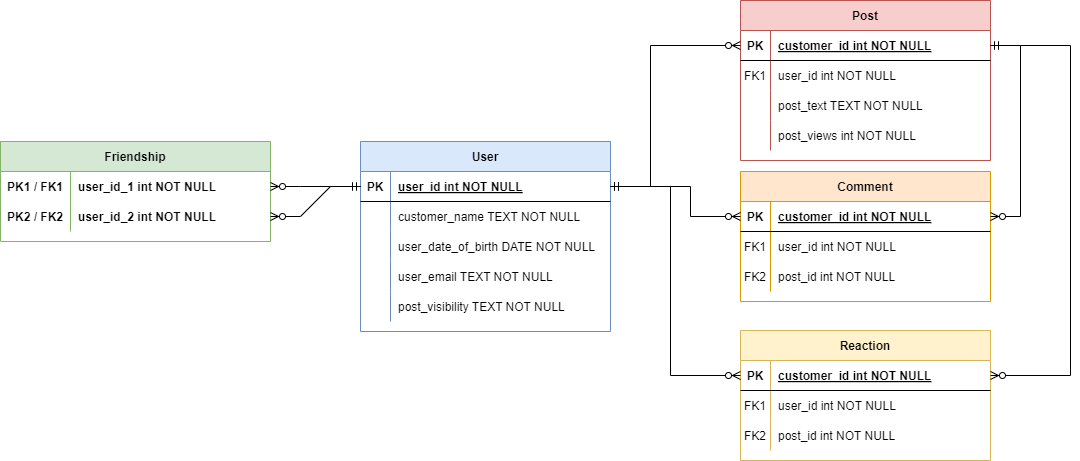 Friendship
PK1 / FK1 user_id_1 int NOT NULL
PK2 / FK2 user_id_2 int NOT NULL
User
PK user_id int NOT NULL
customer_name TEXT NOT NULL
user_date_of_birth DATE NOT NULL
user_email TEXT NOT NULL
post_visibility TEXT NOT NULL
Post
PK customer_id int NOT NULL
FK1 user_id int NOT NULL
post_text TEXT NOT NULL
post_views int NOT NULL
Comment
PK customer_id int NOT NULL
FK1 user_id int NOT NULL
FK2 post_id int NOT NULL
Reaction
PK customer_id int NOT NULL
FK1 user_id int NOT NULL
FK2 post_id int NOT NULL